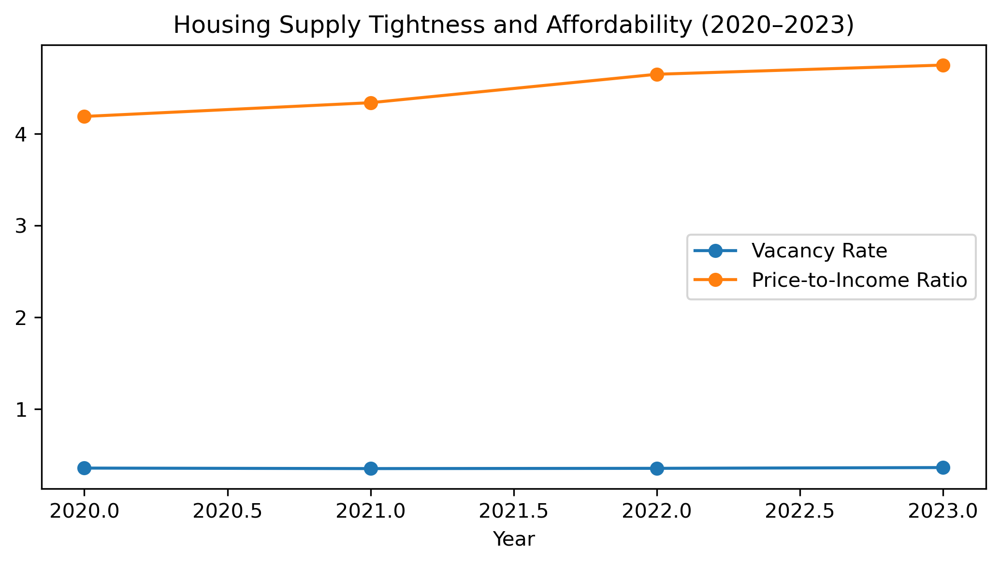 Housing Supply Tightness and Affordability (2020–2023)
4
3
2
1
Vacancy Rate
Price-to-Income Ratio
2020.0 2020.5 2021.0 2021.5 2022.0 2022.5 2023.0
Year